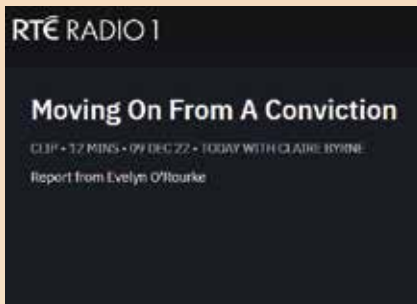 RTÉ RADIO 1
Moving On From A Conviction
CLIP • 12 MINS • 09 DEC 22 • TODAY WITH CLAIRE BYRNE
Report from Evelyn O'Rourke